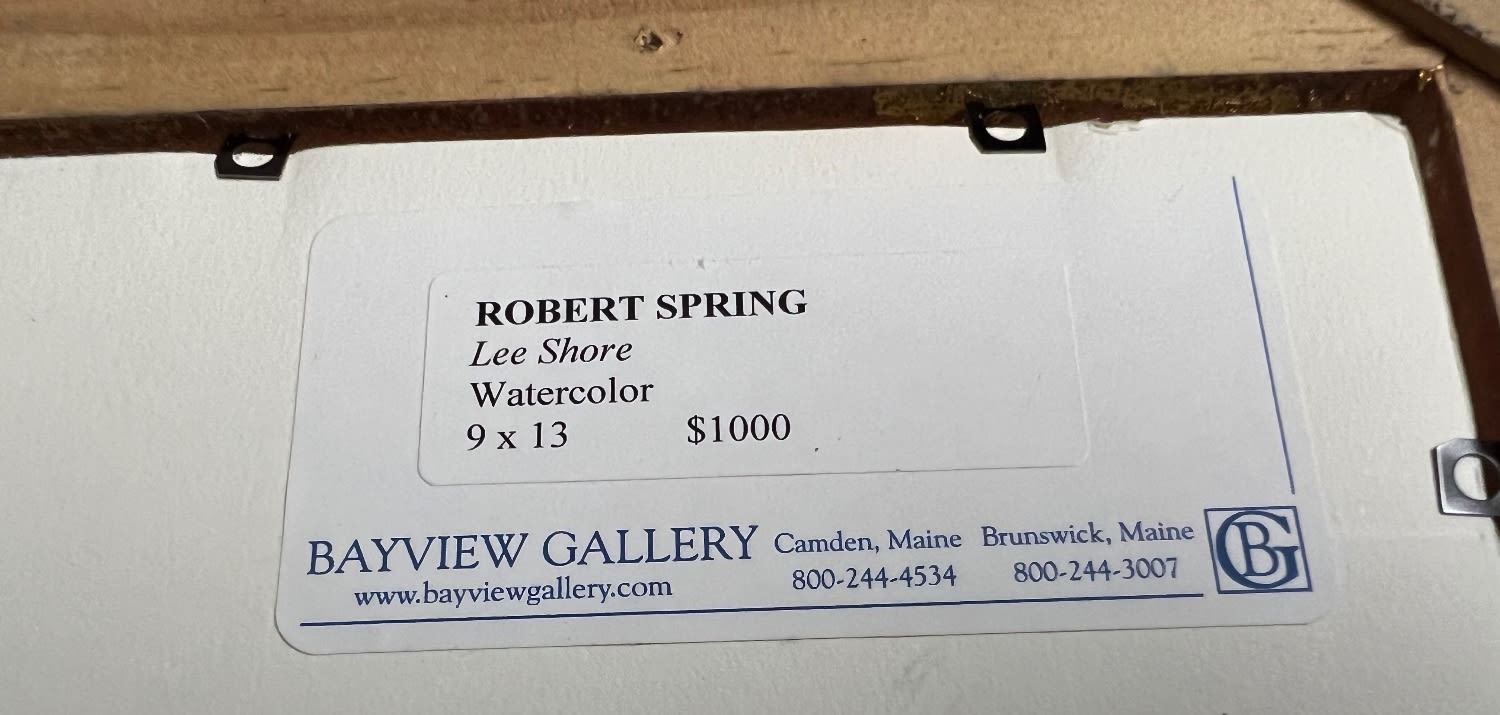 ROBERT SPRING
Lee Shore
Watercolor
9 x 13 $1000
BAYVIEW GALLERY Camden, Maine Brunswick, Maine
www.bayviewgallery.com 800-244-4534 800-244-3007
BG